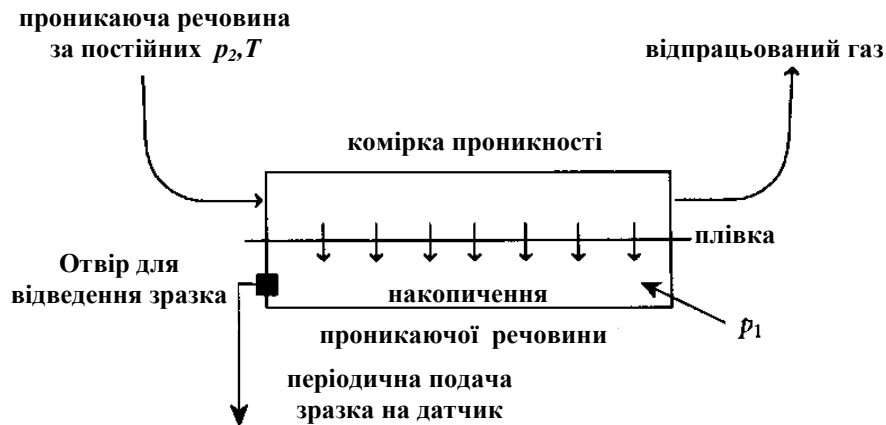 проникаюча речовина
за постійних p₂,T
відпрацьований газ
комірка проникності
плівка
Отвір для
відведення зразка
накопичення
проникаючої речовини
p₁
періодична подача
зразка на датчик